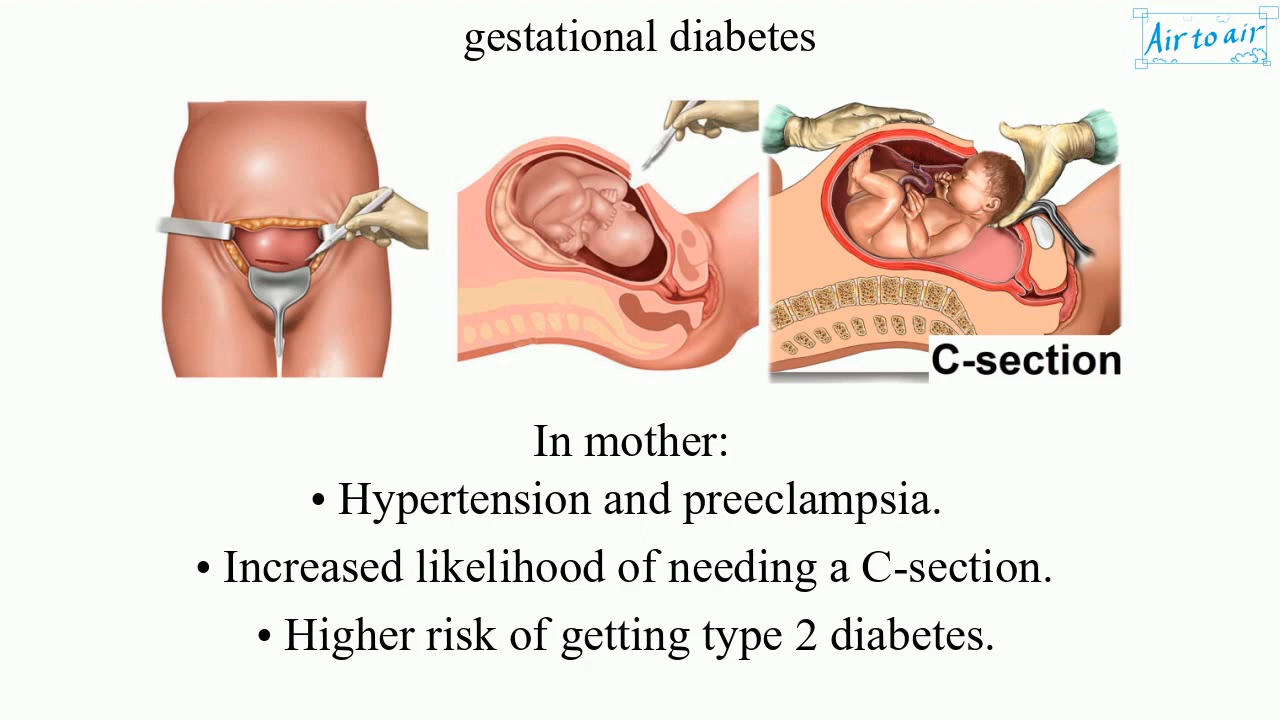 gestational diabetes
Air to air
C-section
In mother:
• Hypertension and preeclampsia.
• Increased likelihood of needing a C-section.
• Higher risk of getting type 2 diabetes.